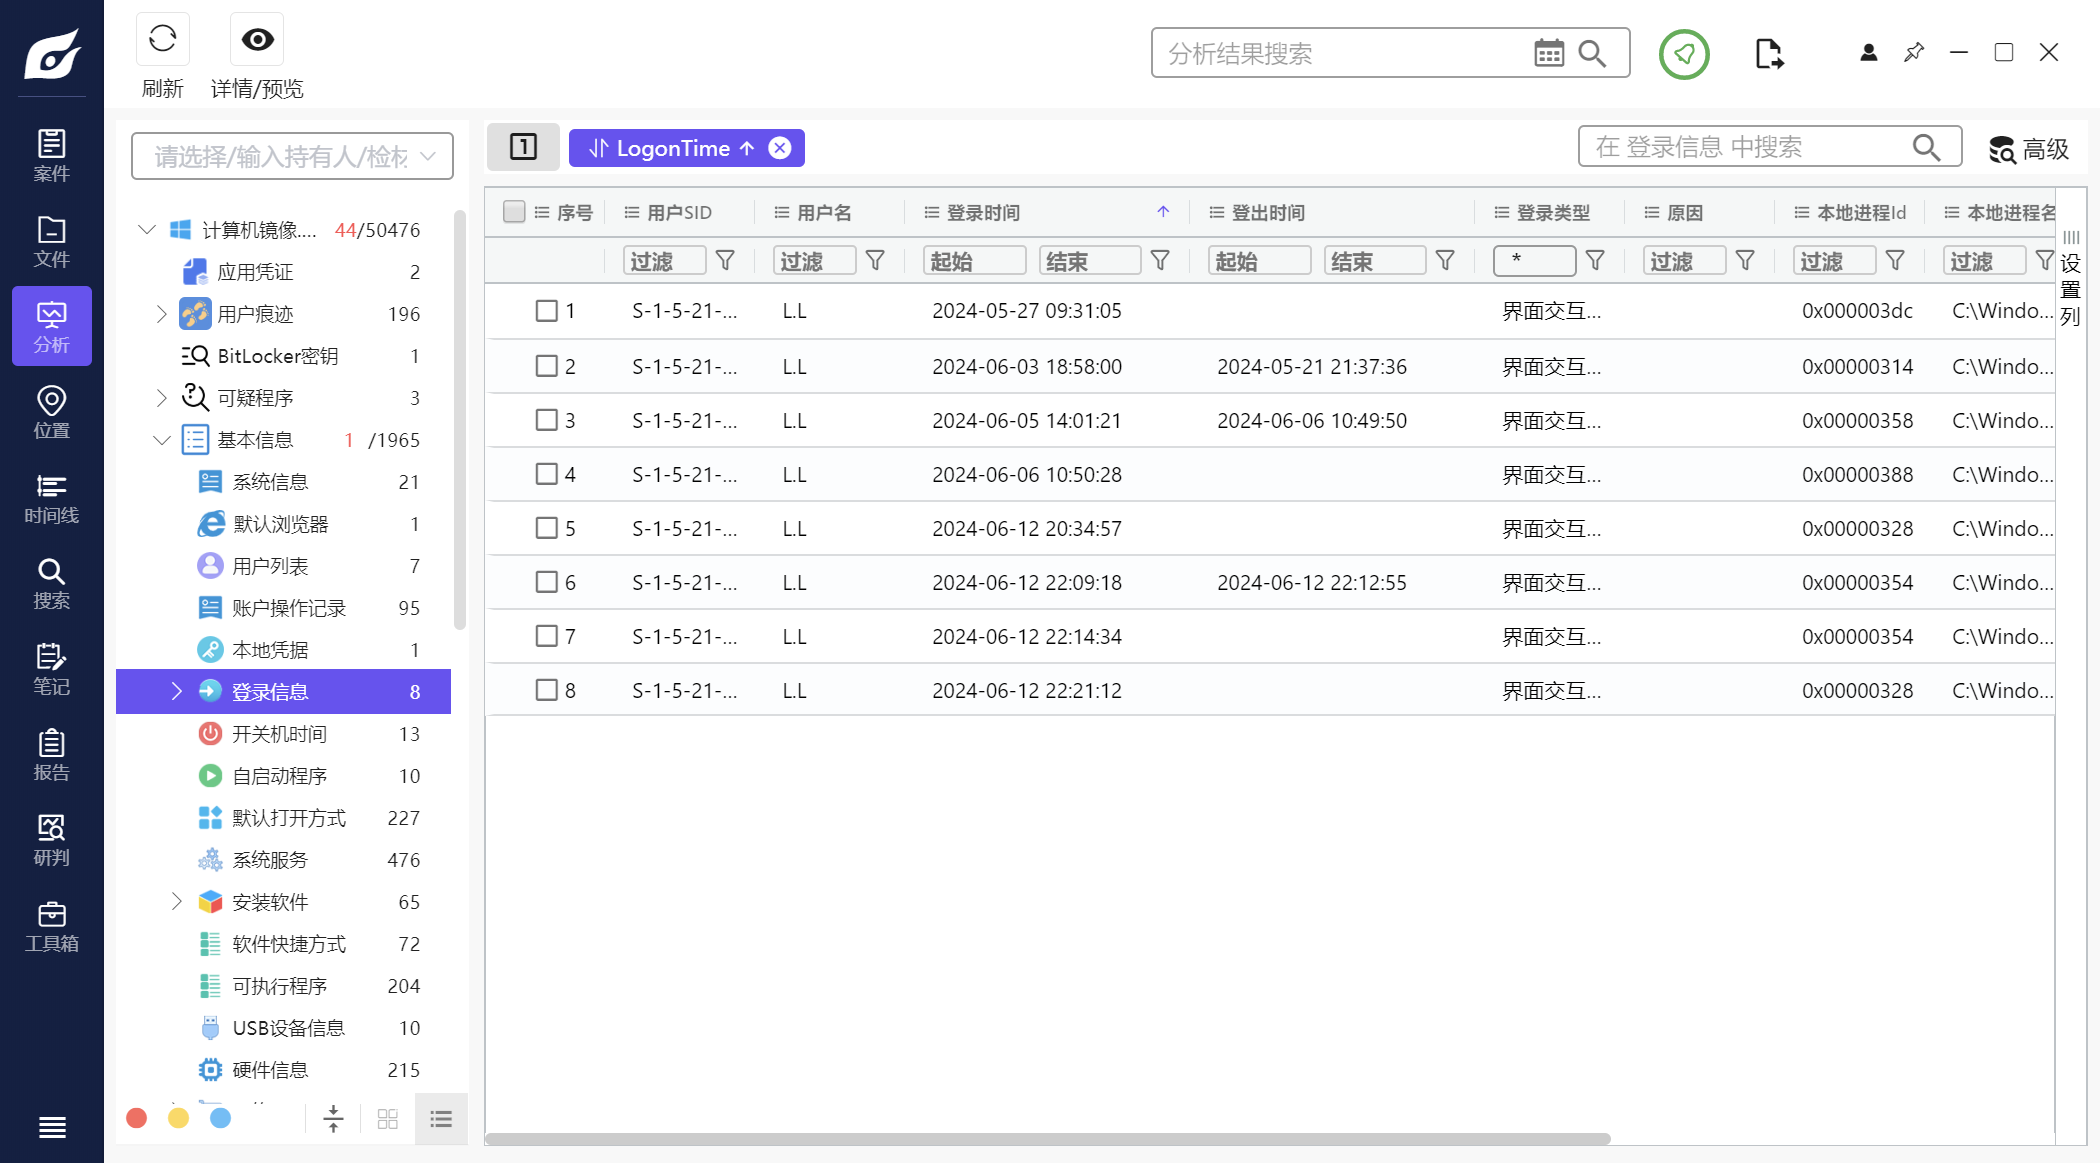 刷新
详情/预览
分析结果搜索
案件
文件
分析
位置
时间线
搜索
笔记
报告
研判
工具箱
请选择/输入持有人/检材
计算机镜像.... 44/50476
应用凭证 2
用户痕迹 196
BitLocker密钥 1
可疑程序 3
基本信息 1 /1965
系统信息 21
默认浏览器 1
用户列表 7
账户操作记录 95
本地凭据 1
登录信息 8
开关机时间 13
自启动程序 10
默认打开方式 227
系统服务 476
安装软件 65
软件快捷方式 72
可执行程序 204
USB设备信息 10
硬件信息 215
1 LogonTime
在 登录信息 中搜索
高级
序号 用户SID 用户名 登录时间 登出时间 登录类型 原因 本地进程Id 本地进程名
过滤 过滤 起始 结束 起始 结束 * 过滤 过滤 过滤
1 S-1-5-21-... L.L 2024-05-27 09:31:05 界面交互... 0x000003dc C:\Windo...
2 S-1-5-21-... L.L 2024-06-03 18:58:00 2024-05-21 21:37:36 界面交互... 0x00000314 C:\Windo...
3 S-1-5-21-... L.L 2024-06-05 14:01:21 2024-06-06 10:49:50 界面交互... 0x00000358 C:\Windo...
4 S-1-5-21-... L.L 2024-06-06 10:50:28 界面交互... 0x00000388 C:\Windo...
5 S-1-5-21-... L.L 2024-06-12 20:34:57 界面交互... 0x00000328 C:\Windo...
6 S-1-5-21-... L.L 2024-06-12 22:09:18 2024-06-12 22:12:55 界面交互... 0x00000354 C:\Windo...
7 S-1-5-21-... L.L 2024-06-12 22:14:34 界面交互... 0x00000354 C:\Windo...
8 S-1-5-21-... L.L 2024-06-12 22:21:12 界面交互... 0x00000328 C:\Windo...
设置列